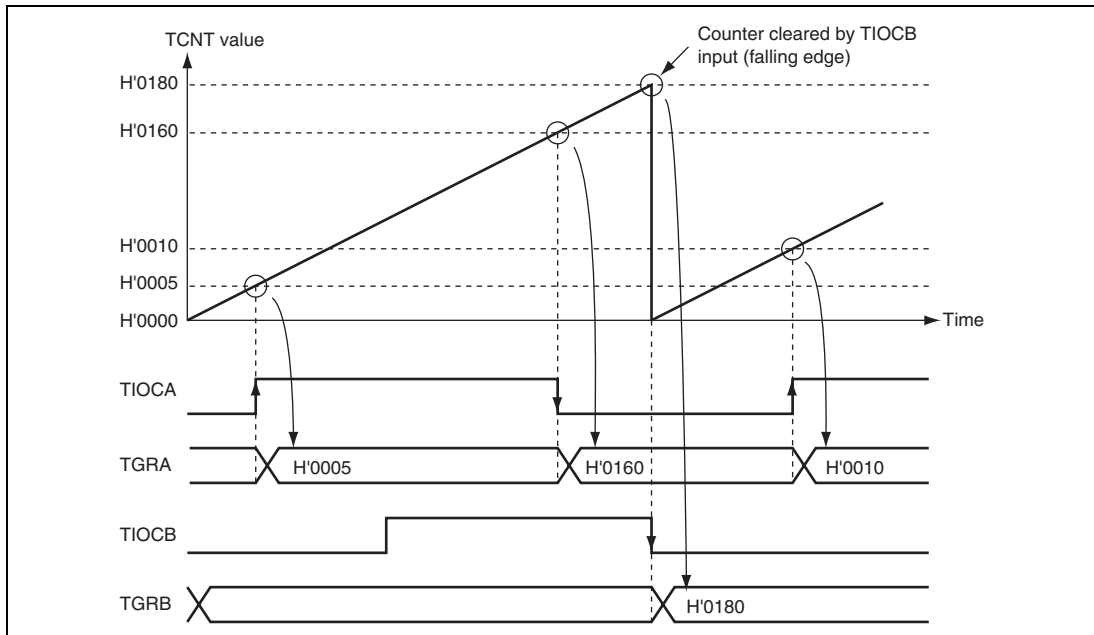 TCNT value
Counter cleared by TIOCB
input (falling edge)
H'0180
H'0160
H'0010
H'0005
H'0000
Time
TIOCA
TGRA
H'0005
H'0160
H'0010
TIOCB
TGRB
H'0180